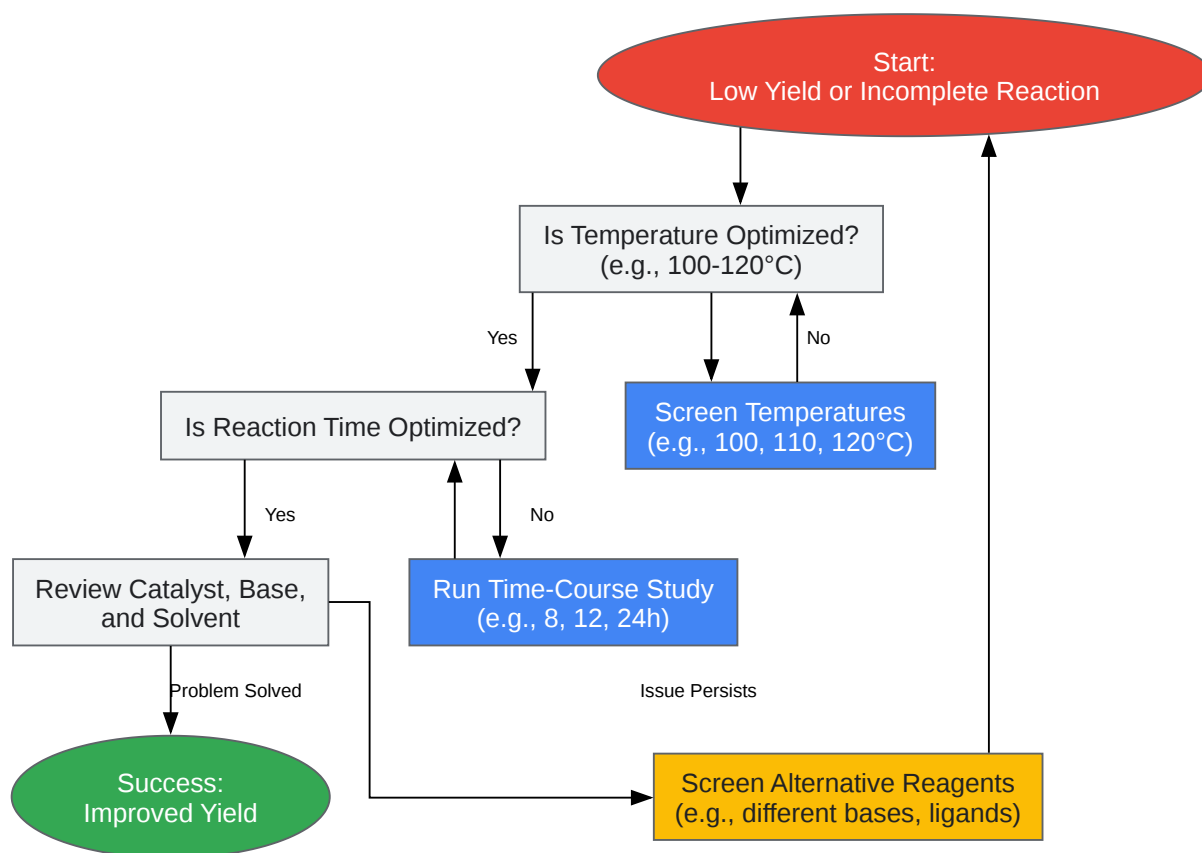 Start:
Low Yield or Incomplete Reaction
Is Temperature Optimized?
(e.g., 100-120°C)
Yes
No
Screen Temperatures
(e.g., 100, 110, 120°C)
Is Reaction Time Optimized?
Yes
No
Review Catalyst, Base,
and Solvent
Run Time-Course Study
(e.g., 8, 12, 24h)
Problem Solved
Issue Persists
Success:
Improved Yield
Screen Alternative Reagents
(e.g., different bases, ligands)